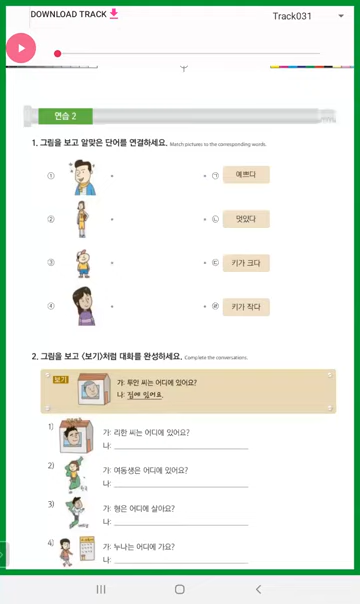 DOWNLOAD TRACK
Track031
연습 2
1. 그림을 보고 알맞은 단어를 연결하세요. Match pictures to the corresponding words.
① • • ㉠ 예쁘다
② • • ㉡ 멋있다
③ • • ㉢ 키가 크다
④ • • ㉣ 키가 작다
2. 그림을 보고 〈보기〉처럼 대화를 완성하세요. Complete the conversations.
보기
가: 투안 씨는 어디에 있어요?
나: 집에 있어요.
1)
가: 리한 씨는 어디에 있어요?
나:
2)
가: 여동생은 어디에 있어요?
나:
3)
가: 형은 어디에 살아요?
나:
4)
가: 누나는 어디에 가요?
나: